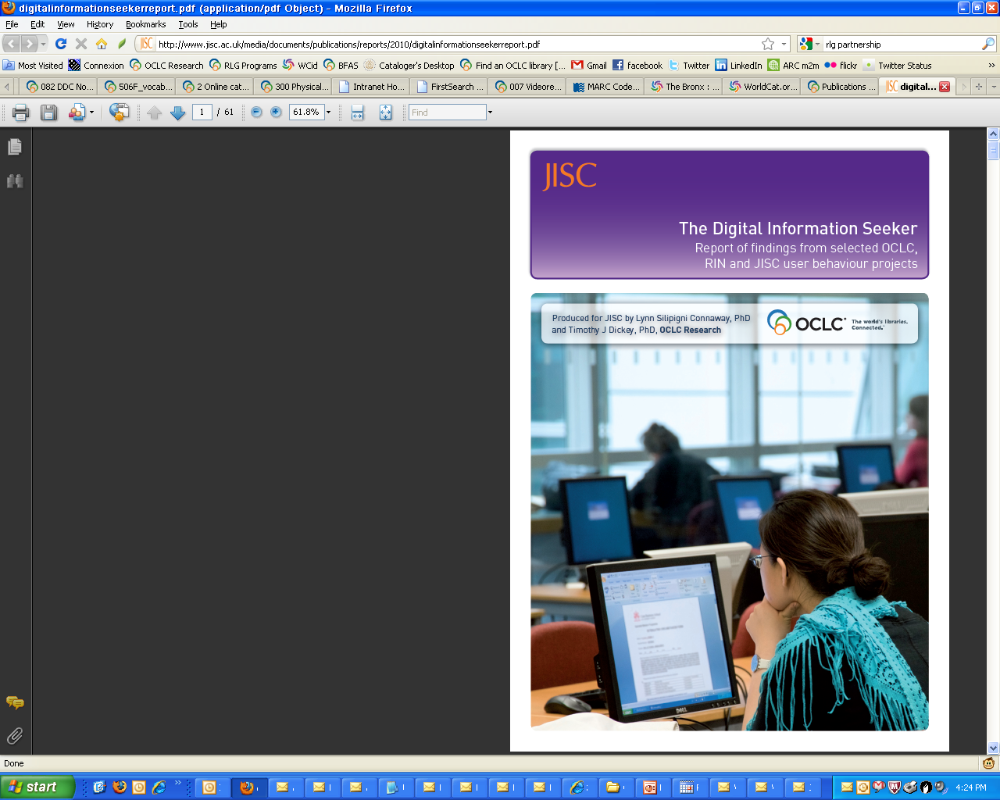 digitalinformationseekerreport.pdf (application/pdf Object) - Mozilla Firefox
File Edit View History Bookmarks Tools Help
JISC http://www.jisc.ac.uk/media/documents/publications/reports/2010/digitalinformationseekerreport.pdf rlg partnership
Most Visited Connexion OCLC Research RLG Programs WCid BFAS Cataloger's Desktop Find an OCLC library [... Gmail facebook Twitter LinkedIn ARC m2m flickr Twitter Status »
082 DDC No... 506F_vocab... 2 Online cat... 300 Physical... Intranet Ho... FirstSearch ... 007 Videore... MARC Code... The Bronx : ... WorldCat.or... Publications ... JISC digital...
1 / 61 61.8% Find
JISC
The Digital Information Seeker
Report of findings from selected OCLC,
RIN and JISC user behaviour projects
Produced for JISC by Lynn Silipigni Connaway, PhD
and Timothy J Dickey, PhD, OCLC Research
OCLC®
The world's libraries.
Connected.™
DELL
Done
start » 4:24 PM